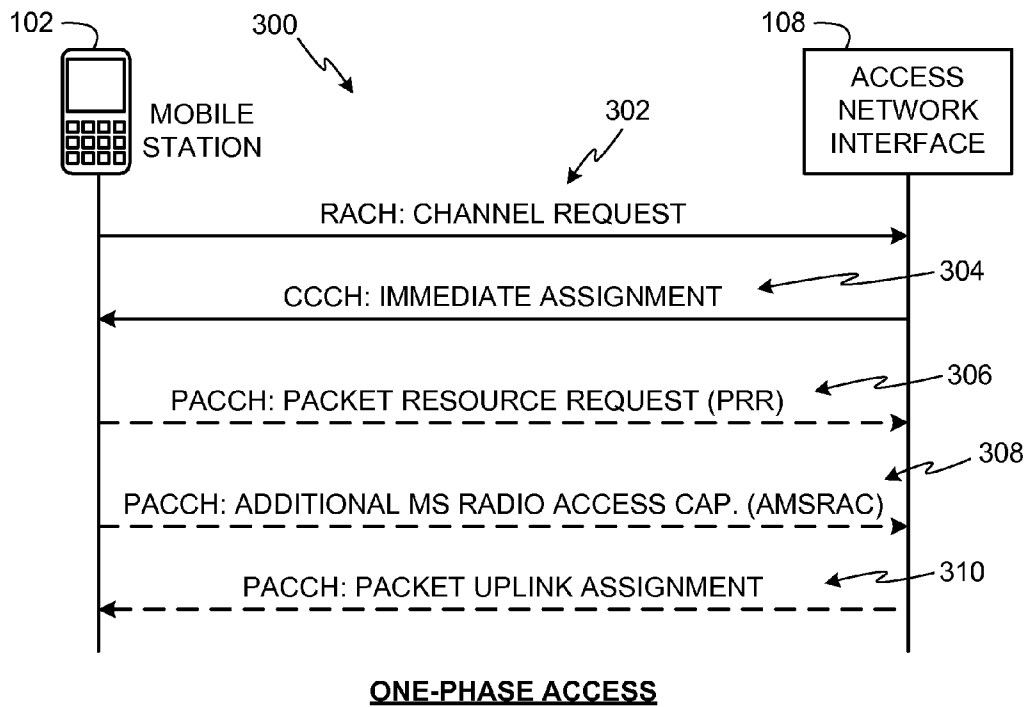 102
300
108
MOBILE
STATION
ACCESS
NETWORK
INTERFACE
302
RACH: CHANNEL REQUEST
304
CCCH: IMMEDIATE ASSIGNMENT
306
PACCH: PACKET RESOURCE REQUEST (PRR)
308
PACCH: ADDITIONAL MS RADIO ACCESS CAP. (AMSRAC)
310
PACCH: PACKET UPLINK ASSIGNMENT
ONE-PHASE ACCESS